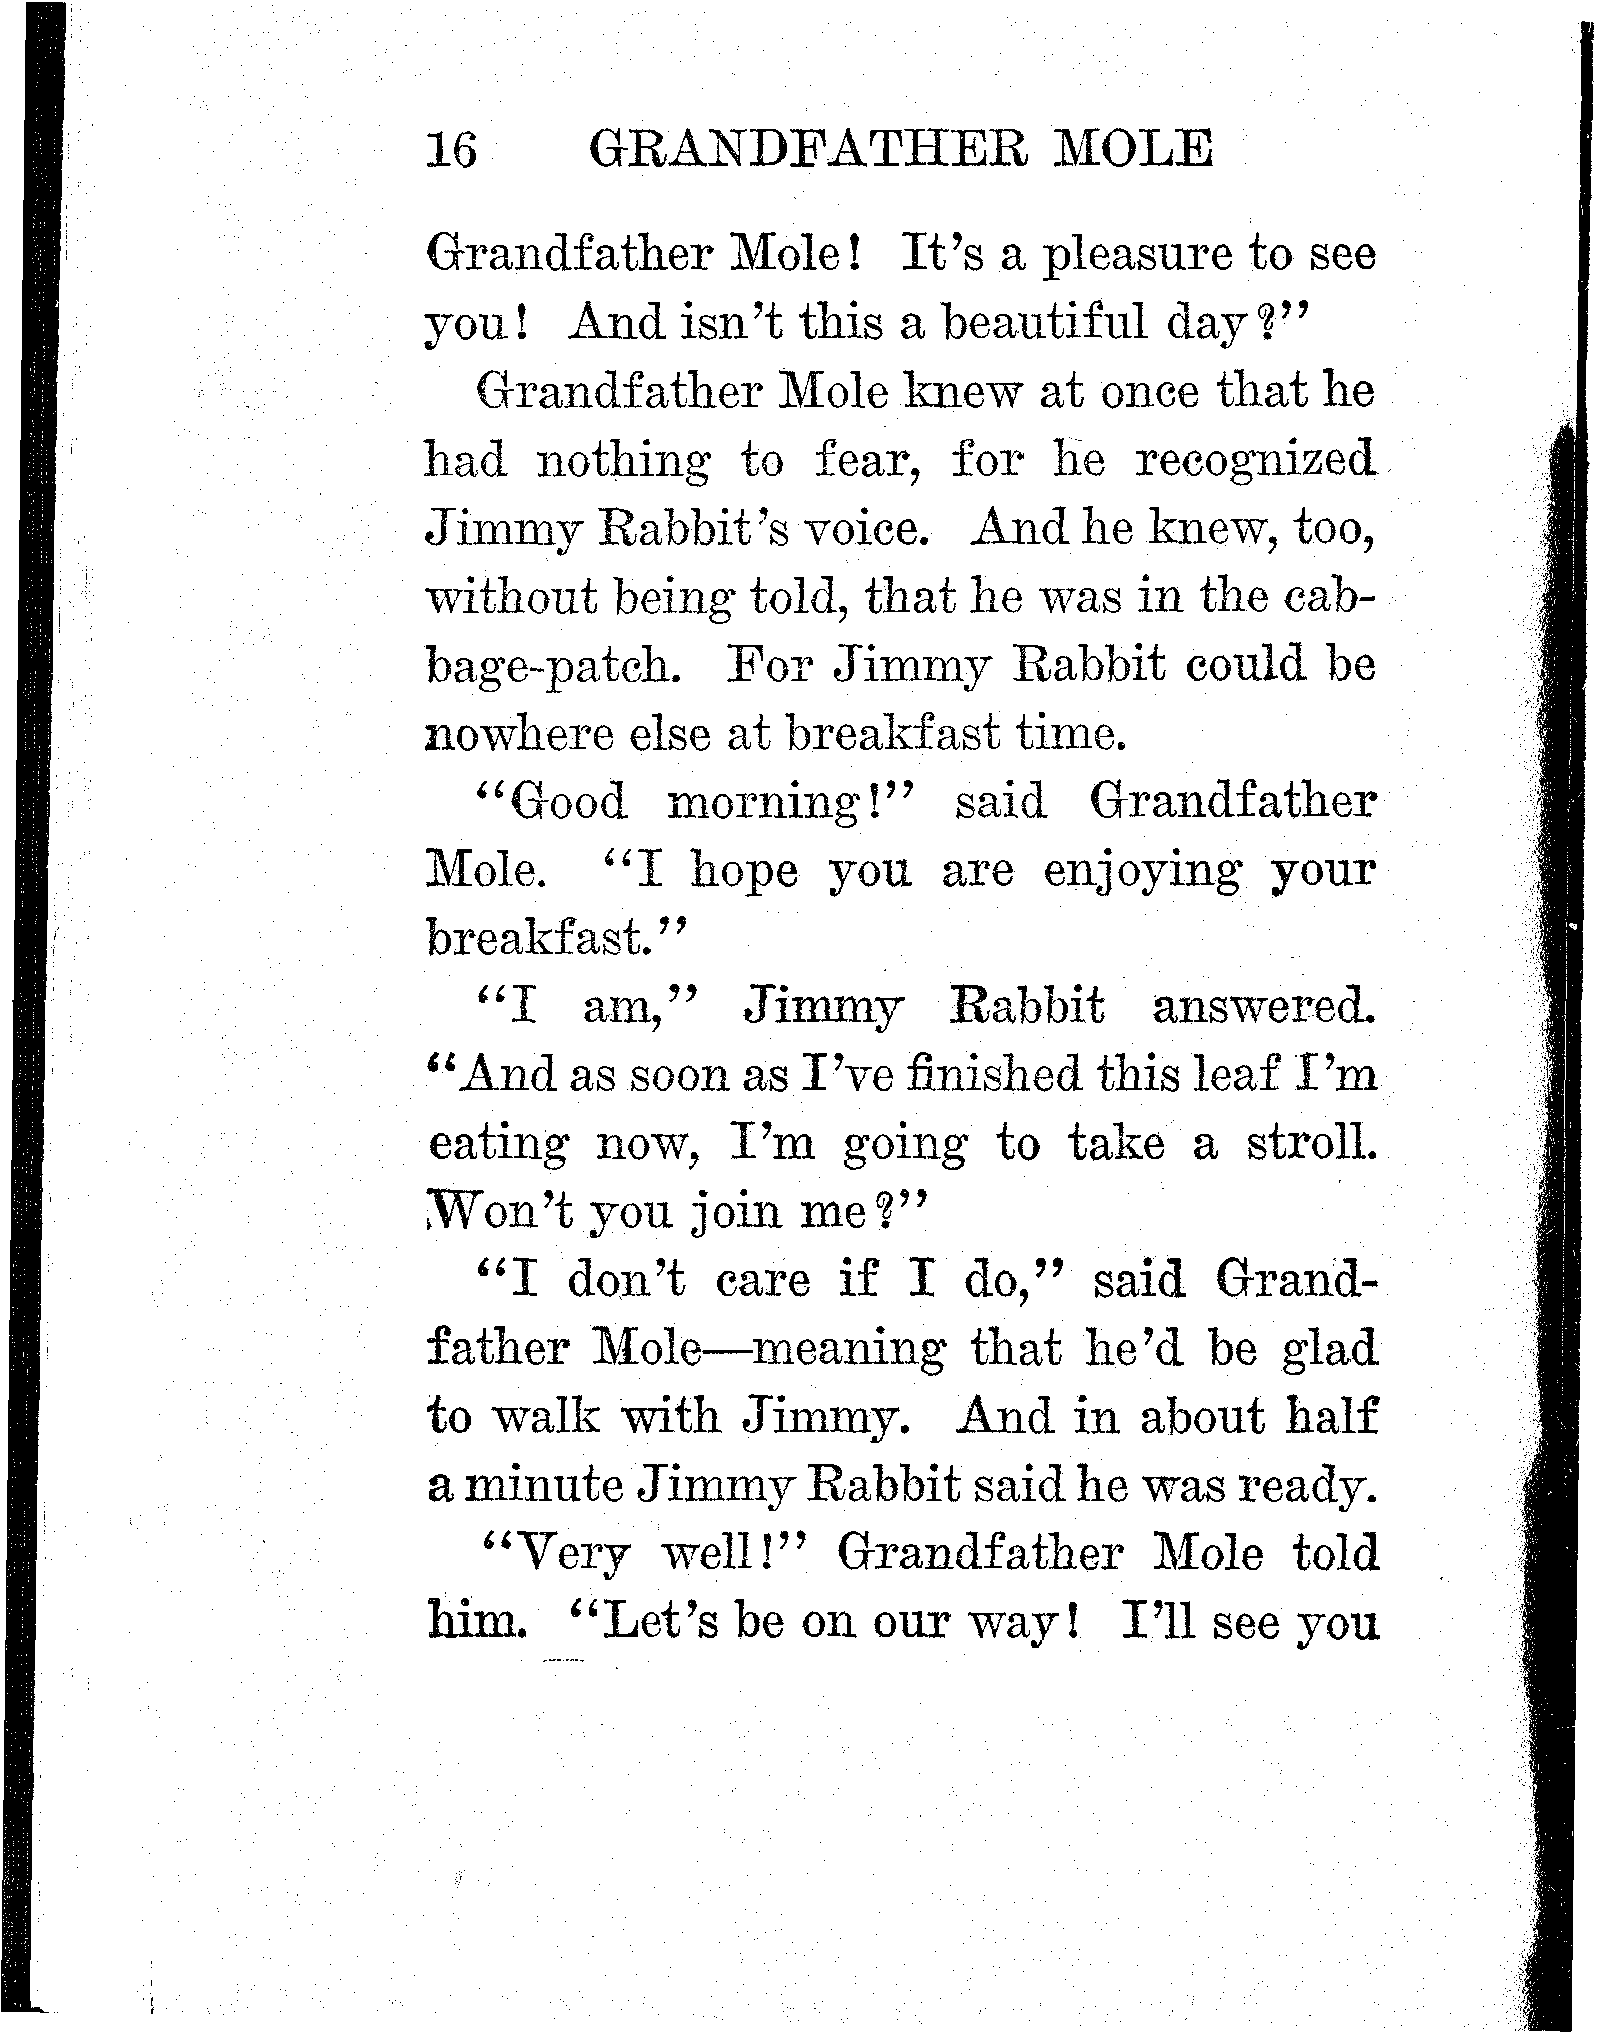 16 GRANDFATHER MOLE
Grandfather Mole! It's a pleasure to see
you! And isn't this a beautiful day?"
Grandfather Mole knew at once that he
had nothing to fear, for he recognized
Jimmy Rabbit's voice. And he knew, too,
without being told, that he was in the cab-
bage-patch. For Jimmy Rabbit could be
nowhere else at breakfast time.
"Good morning!" said Grandfather
Mole. "I hope you are enjoying your
breakfast."
"I am," Jimmy Rabbit answered.
"And as soon as I've finished this leaf I'm
eating now, I'm going to take a stroll.
Won't you join me?"
"I don't care if I do," said Grand-
father Mole—meaning that he'd be glad
to walk with Jimmy. And in about half
a minute Jimmy Rabbit said he was ready.
"Very well!" Grandfather Mole told
him. "Let's be on our way! I'll see you